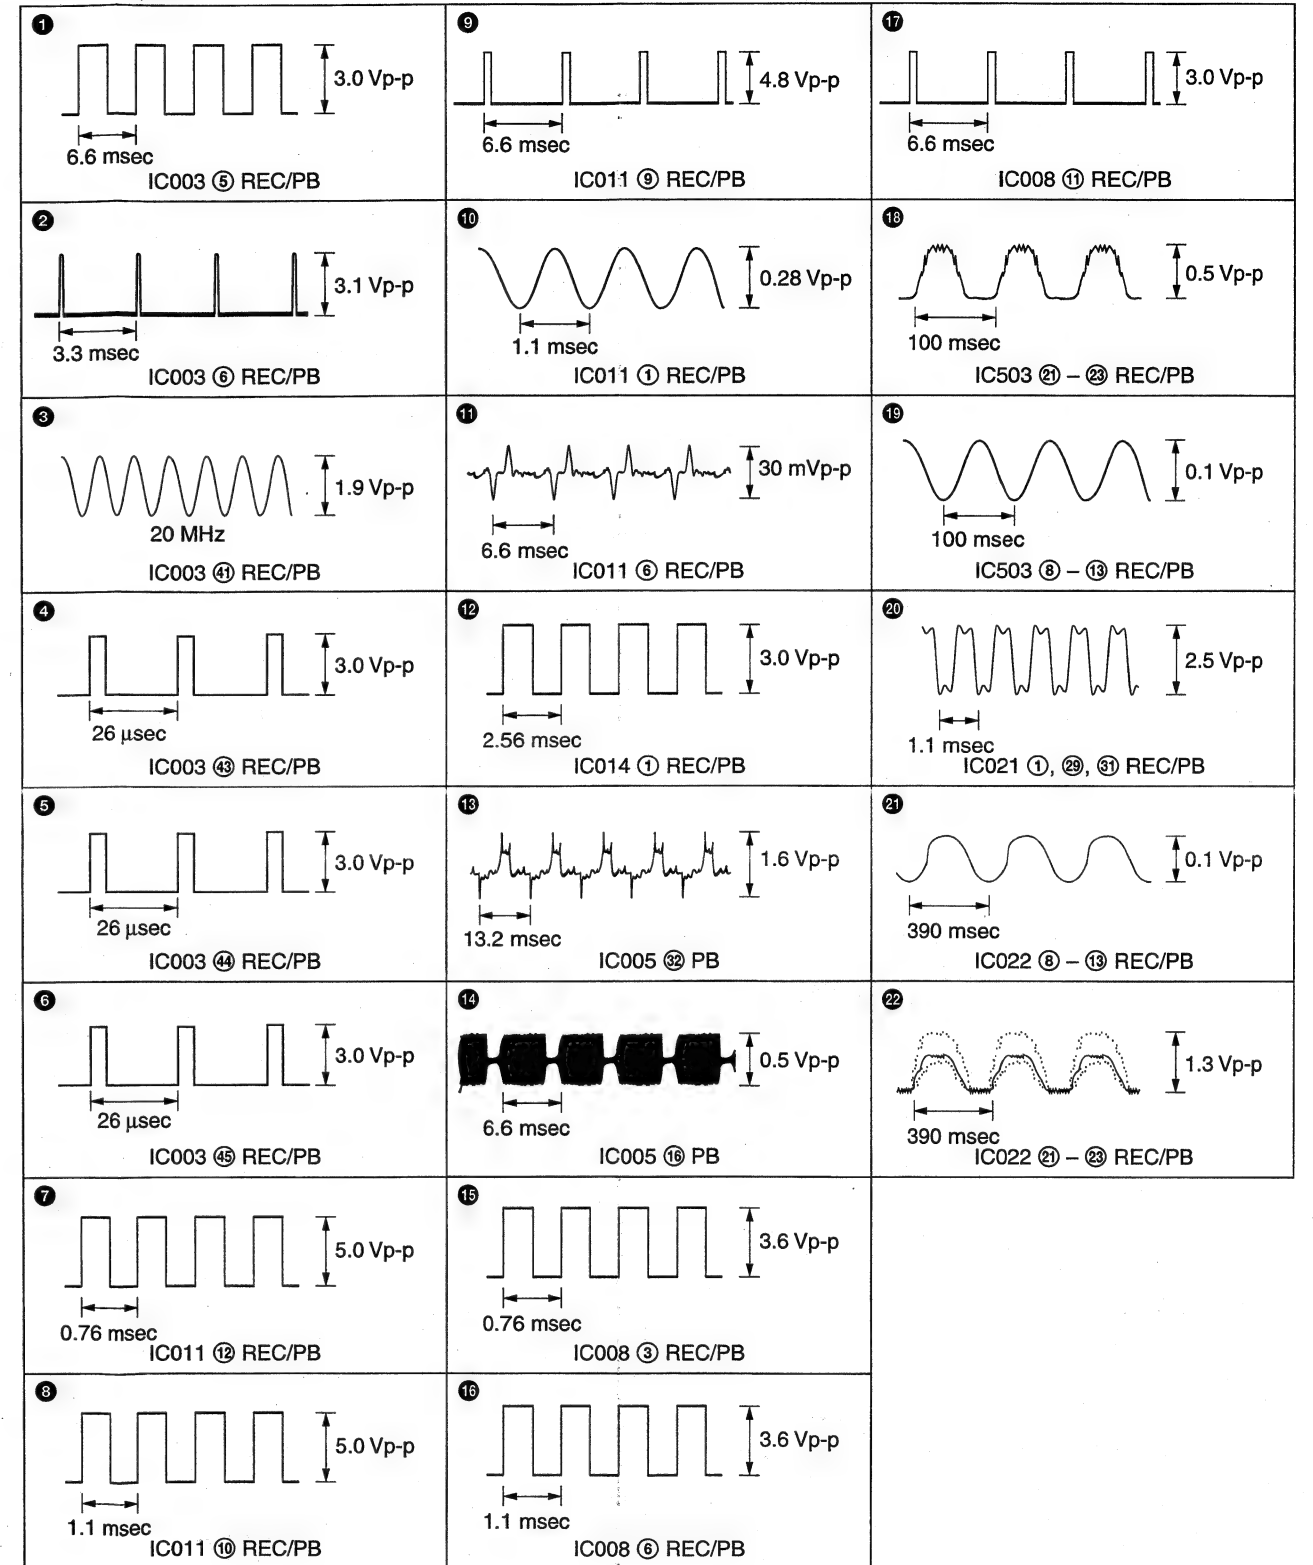 ❶
3.0 Vp-p
6.6 msec
IC003 ⑤ REC/PB
❷
3.1 Vp-p
3.3 msec
IC003 ⑥ REC/PB
❸
1.9 Vp-p
20 MHz
IC003 ㊶ REC/PB
❹
3.0 Vp-p
26 μsec
IC003 ㊸ REC/PB
❺
3.0 Vp-p
26 μsec
IC003 ㊹ REC/PB
❻
3.0 Vp-p
26 μsec
IC003 ㊺ REC/PB
❼
5.0 Vp-p
0.76 msec
IC011 ⑫ REC/PB
❽
5.0 Vp-p
1.1 msec
IC011 ⑩ REC/PB
❾
4.8 Vp-p
6.6 msec
IC011 ⑨ REC/PB
❿
0.28 Vp-p
1.1 msec
IC011 ① REC/PB
⓫
30 mVp-p
6.6 msec
IC011 ⑥ REC/PB
⓬
3.0 Vp-p
2.56 msec
IC014 ① REC/PB
⓭
1.6 Vp-p
13.2 msec
IC005 ㉜ PB
⓮
0.5 Vp-p
6.6 msec
IC005 ⑯ PB
⓯
3.6 Vp-p
0.76 msec
IC008 ③ REC/PB
⓰
3.6 Vp-p
1.1 msec
IC008 ⑥ REC/PB
⓱
3.0 Vp-p
6.6 msec
IC008 ⑪ REC/PB
⓲
0.5 Vp-p
100 msec
IC503 ㉑ – ㉓ REC/PB
⓳
0.1 Vp-p
100 msec
IC503 ⑧ – ⑬ REC/PB
⓴
2.5 Vp-p
1.1 msec
IC021 ①, ㉙, ㉛ REC/PB
21
0.1 Vp-p
390 msec
IC022 ⑧ – ⑬ REC/PB
22
1.3 Vp-p
390 msec
IC022 ㉑ – ㉓ REC/PB